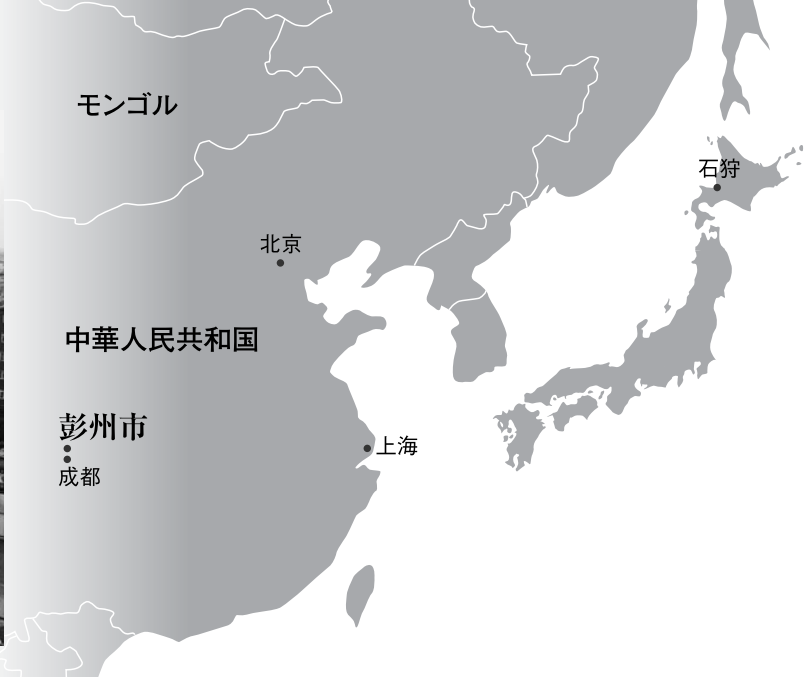 モンゴル
石狩
北京
中華人民共和国
彭州市
上海
成都